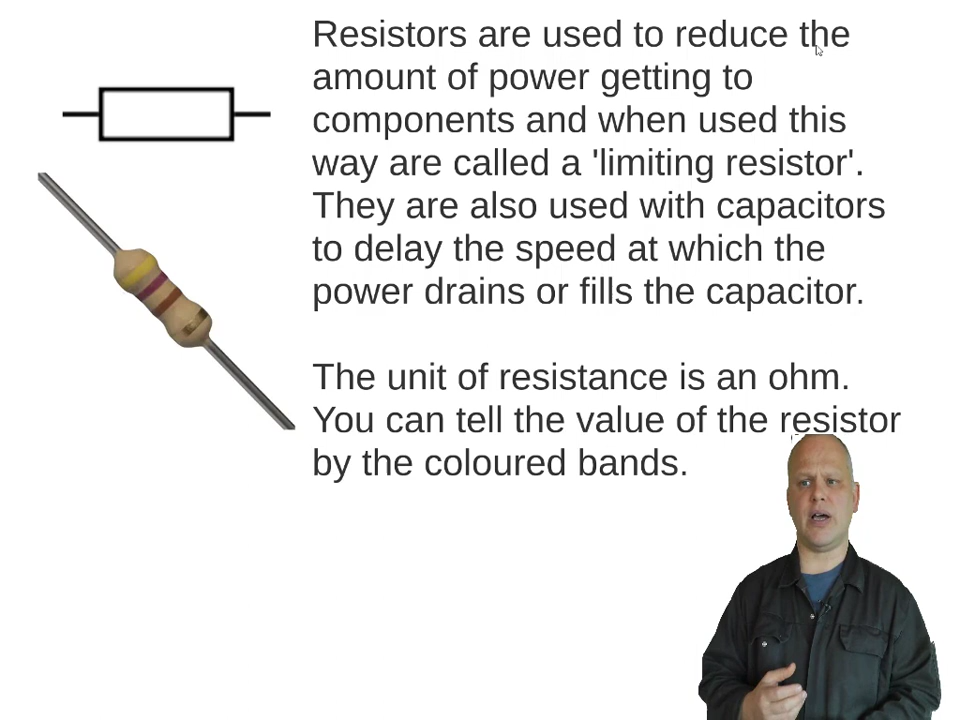 Resistors are used to reduce the
amount of power getting to
components and when used this
way are called a 'limiting resistor'.
They are also used with capacitors
to delay the speed at which the
power drains or fills the capacitor.
The unit of resistance is an ohm.
You can tell the value of the resistor
by the coloured bands.